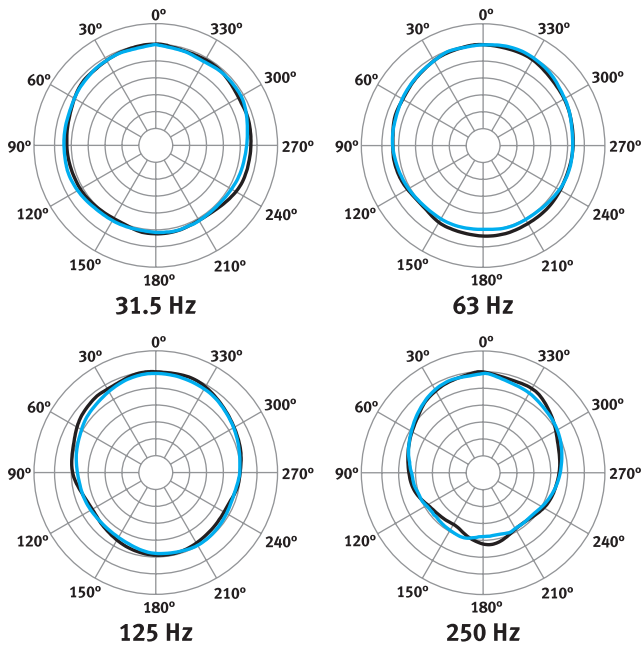 0º 0º
30º 330º 30º 330º
60º 300º 60º 300º
90º 270º 90º 270º
120º 240º 120º 240º
150º 210º 150º 210º
180º 180º
31.5 Hz 63 Hz
0º 0º
30º 330º 30º 330º
60º 300º 60º 300º
90º 270º 90º 270º
120º 240º 120º 240º
150º 210º 150º 210º
180º 180º
125 Hz 250 Hz